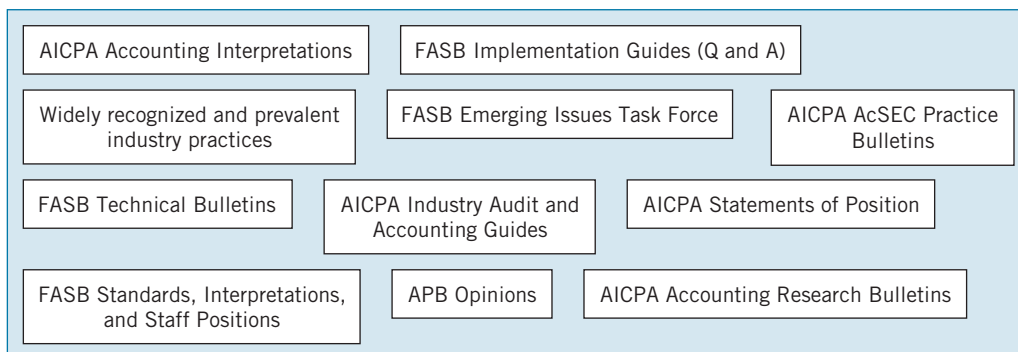 AICPA Accounting Interpretations
FASB Implementation Guides (Q and A)
Widely recognized and prevalent
industry practices
FASB Emerging Issues Task Force
AICPA AcSEC Practice
Bulletins
FASB Technical Bulletins
AICPA Industry Audit and
Accounting Guides
AICPA Statements of Position
FASB Standards, Interpretations,
and Staff Positions
APB Opinions
AICPA Accounting Research Bulletins